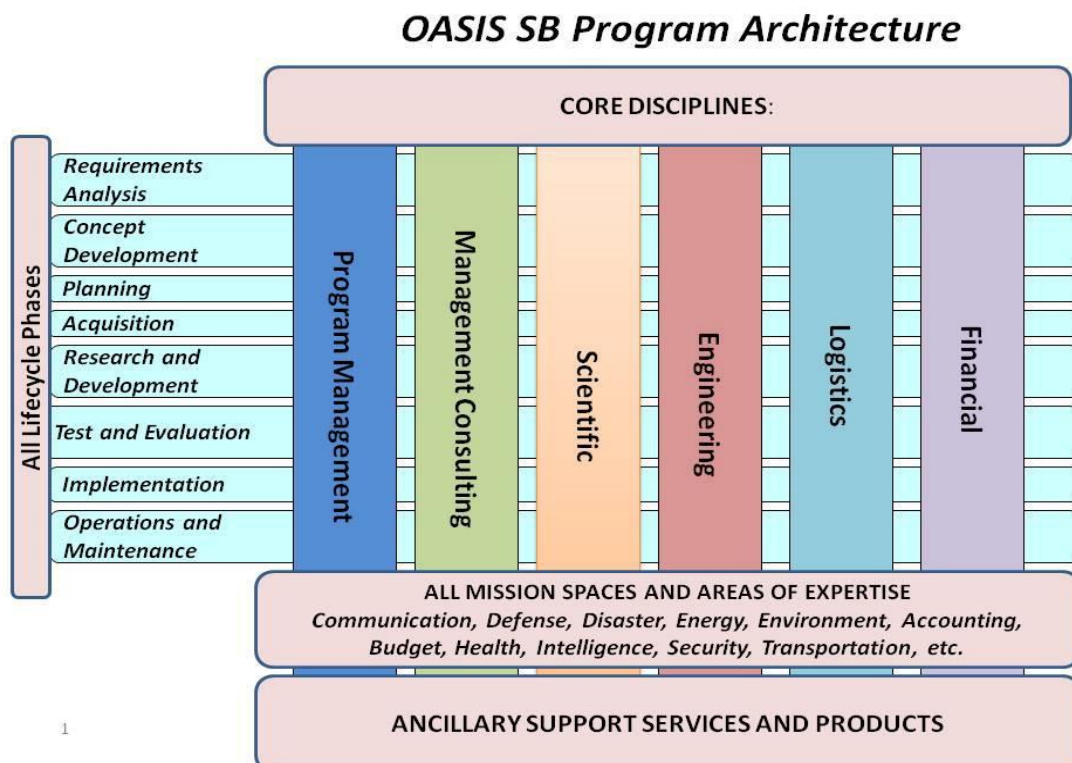 OASIS SB Program Architecture
CORE DISCIPLINES:
All Lifecycle Phases
Requirements
Analysis
Concept
Development
Planning
Acquisition
Research and
Development
Test and Evaluation
Implementation
Operations and
Maintenance
Program Management
Management Consulting
Scientific
Engineering
Logistics
Financial
ALL MISSION SPACES AND AREAS OF EXPERTISE
Communication, Defense, Disaster, Energy, Environment, Accounting,
Budget, Health, Intelligence, Security, Transportation, etc.
ANCILLARY SUPPORT SERVICES AND PRODUCTS
1